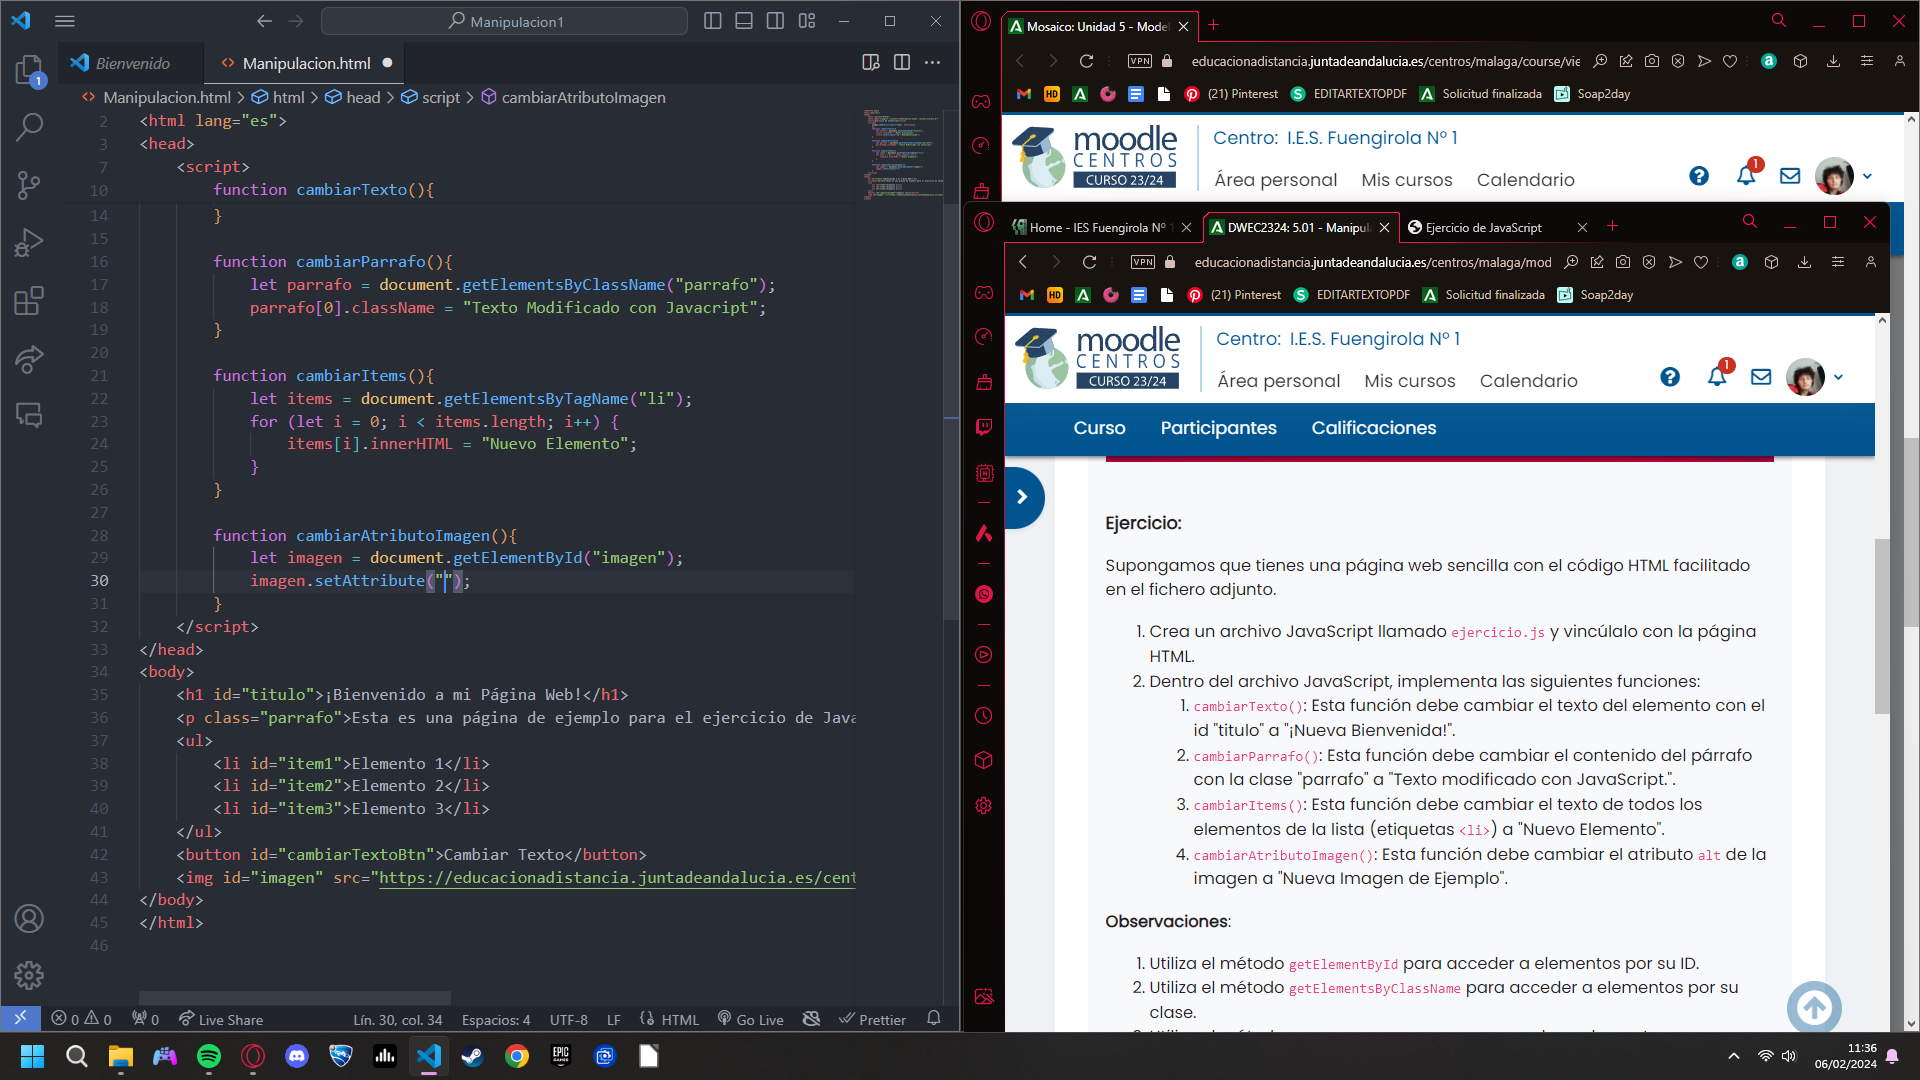 Manipulacion1
Bienvenido
Manipulacion.html
Manipulacion.html > html > head > script > cambiarAtributoImagen
1
2 <html lang="es">
3 <head>
7 <script>
10 function cambiarTexto(){
14 }
15
16 function cambiarParrafo(){
17 let parrafo = document.getElementsByClassName("parrafo");
18 parrafo[0].className = "Texto Modificado con Javacript";
19 }
20
21 function cambiarItems(){
22 let items = document.getElementsByTagName("li");
23 for (let i = 0; i < items.length; i++) {
24 items[i].innerHTML = "Nuevo Elemento";
25 }
26 }
27
28 function cambiarAtributoImagen(){
29 let imagen = document.getElementById("imagen");
30 imagen.setAttribute("");
31 }
32 </script>
33 </head>
34 <body>
35 <h1 id="titulo">¡Bienvenido a mi Página Web!</h1>
36 <p class="parrafo">Esta es una página de ejemplo para el ejercicio de Java
37 <ul>
38 <li id="item1">Elemento 1</li>
39 <li id="item2">Elemento 2</li>
40 <li id="item3">Elemento 3</li>
41 </ul>
42 <button id="cambiarTextoBtn">Cambiar Texto</button>
43 <img id="imagen" src="https://educacionadistancia.juntadeandalucia.es/cent
44 </body>
45 </html>
46
0 0 0 Live Share Lín. 30, col. 34 Espacios: 4 UTF-8 LF HTML Go Live Prettier
Mosaico: Unidad 5 - Model
VPN educacionadistancia.juntadeandalucia.es/centros/malaga/course/vie
HD (21) Pinterest EDITARTEXTOPDF Solicitud finalizada Soap2day
moodle
CENTROS
CURSO 23/24
Centro: I.E.S. Fuengirola Nº 1
Área personal Mis cursos Calendario
1
Home - IES Fuengirola Nº 1
DWEC2324: 5.01 - Manipul
Ejercicio de JavaScript
VPN educacionadistancia.juntadeandalucia.es/centros/malaga/mod
HD (21) Pinterest EDITARTEXTOPDF Solicitud finalizada Soap2day
moodle
CENTROS
CURSO 23/24
Centro: I.E.S. Fuengirola Nº 1
Área personal Mis cursos Calendario
1
Curso Participantes Calificaciones
Ejercicio:
Supongamos que tienes una página web sencilla con el código HTML facilitado
en el fichero adjunto.
1. Crea un archivo JavaScript llamado ejercicio.js y vincúlalo con la página
HTML.
2. Dentro del archivo JavaScript, implementa las siguientes funciones:
1. cambiarTexto(): Esta función debe cambiar el texto del elemento con el
id "titulo" a "¡Nueva Bienvenida!".
2. cambiarParrafo(): Esta función debe cambiar el contenido del párrafo
con la clase "parrafo" a "Texto modificado con JavaScript.".
3. cambiarItems(): Esta función debe cambiar el texto de todos los
elementos de la lista (etiquetas <li>) a "Nuevo Elemento".
4. cambiarAtributoImagen(): Esta función debe cambiar el atributo alt de la
imagen a "Nueva Imagen de Ejemplo".
Observaciones:
1. Utiliza el método getElementById para acceder a elementos por su ID.
2. Utiliza el método getElementsByClassName para acceder a elementos por su
clase.
EPIC GAMES
11:36
06/02/2024